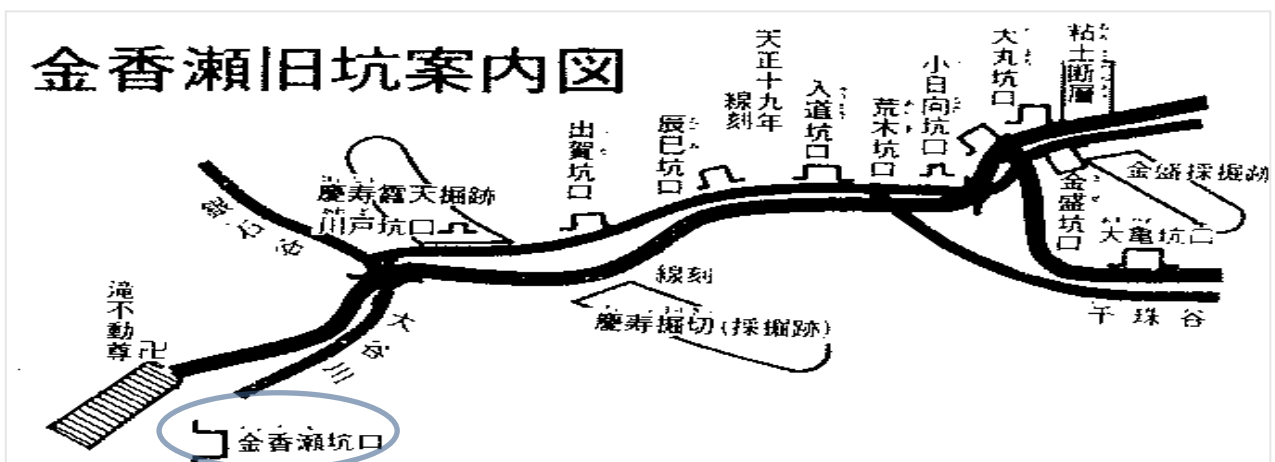 金香瀬旧坑案内図
天正十九年
線刻
入道坑口
荒木坑口
小白向坑口
大丸坑口
粘土断層
出賀坑口
辰巳坑口
慶寿露天掘跡
川戸坑口
金盛採掘跡
金盛坑口
大亀坑口
千珠谷
線刻
慶寿掘切(採掘跡)
滝不動尊
卍
大谷川
金香瀬坑口